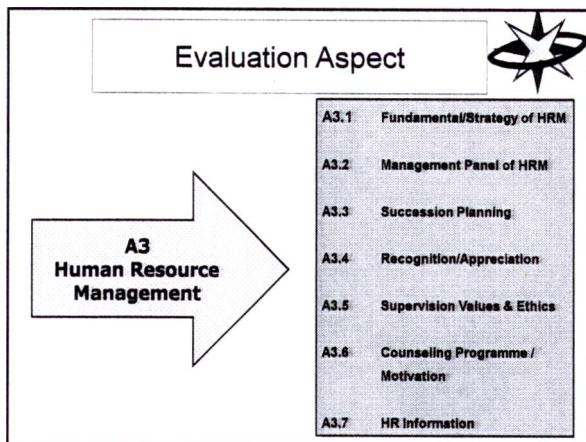 Evaluation Aspect
A3
Human Resource
Management
A3.1 Fundamental/Strategy of HRM
A3.2 Management Panel of HRM
A3.3 Succession Planning
A3.4 Recognition/Appreciation
A3.5 Supervision Values & Ethics
A3.6 Counseling Programme /
Motivation
A3.7 HR Information